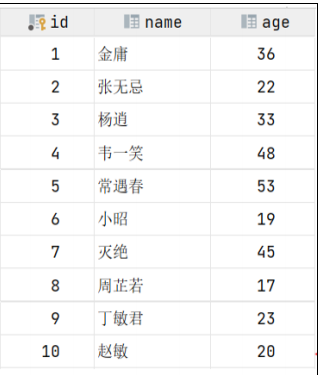 id name age
1 金庸 36
2 张无忌 22
3 杨逍 33
4 韦一笑 48
5 常遇春 53
6 小昭 19
7 灭绝 45
8 周芷若 17
9 丁敏君 23
10 赵敏 20